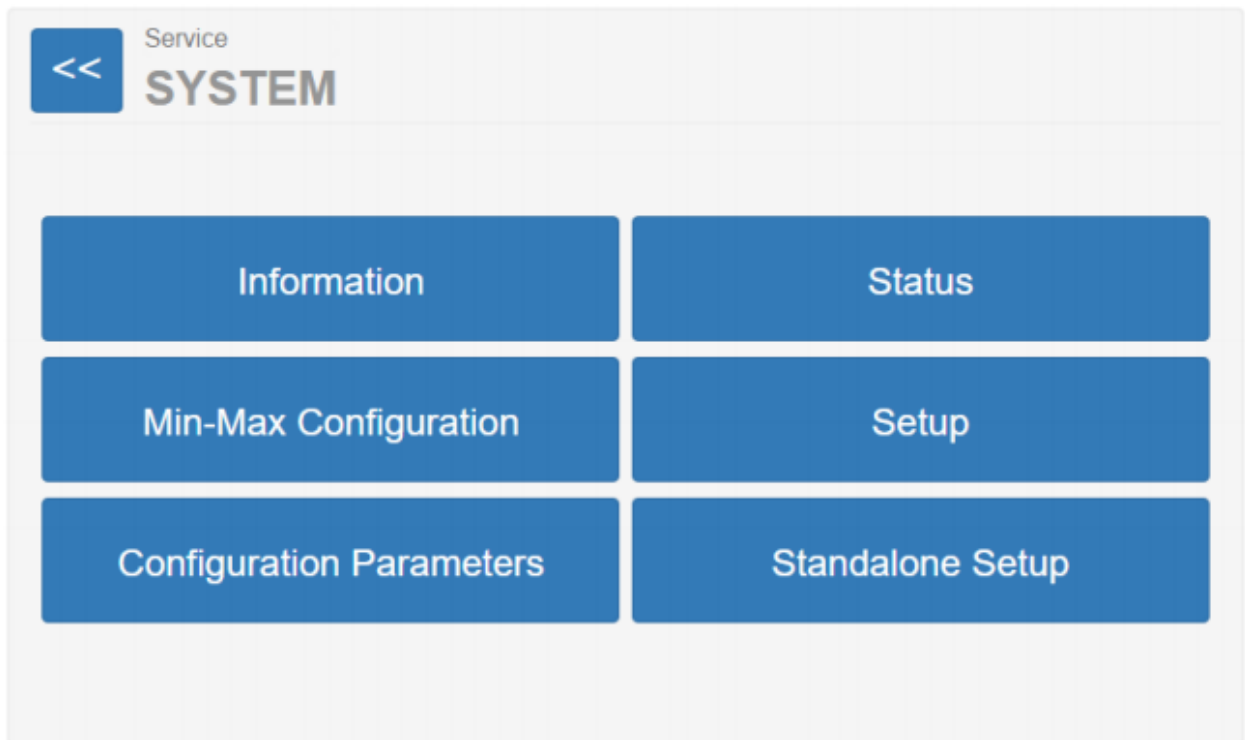 <<
Service
SYSTEM
Information
Status
Min-Max Configuration
Setup
Configuration Parameters
Standalone Setup